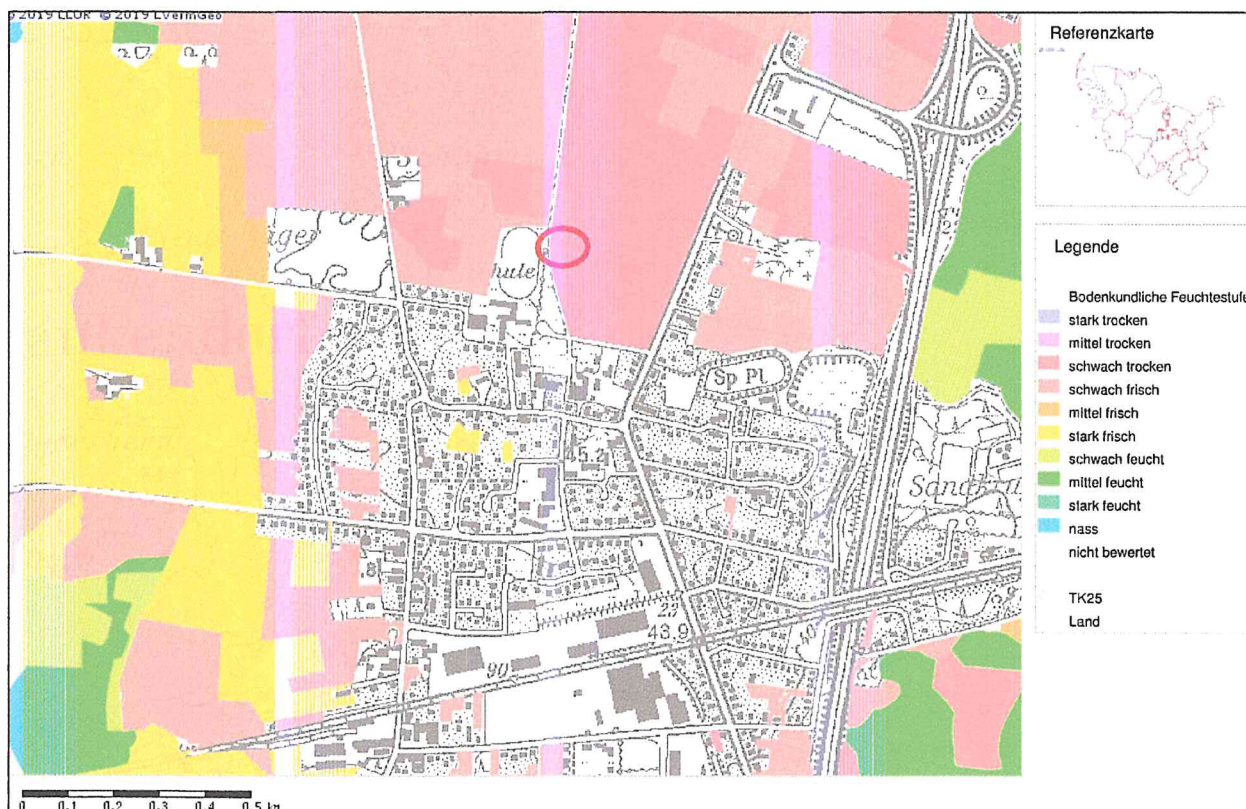 2019 LLUR © 2019 LVermGeo
Referenzkarte
Legende
Bodenkundliche Feuchtestufe
stark trocken
mittel trocken
schwach trocken
schwach frisch
mittel frisch
stark frisch
schwach feucht
mittel feucht
stark feucht
nass
nicht bewertet
TK25
Land
hule
Sp Pl
45.2
22
43.9
90
0 0.1 0.2 0.3 0.4 0.5 km